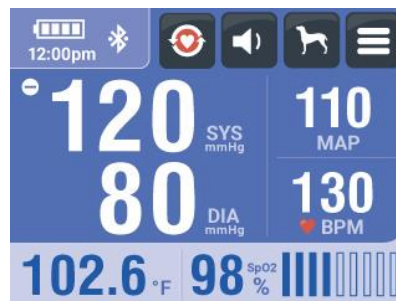 12:00pm
120 SYS mmHg
80 DIA mmHg
110
MAP
130
BPM
102.6 °F
98 SpO2 %